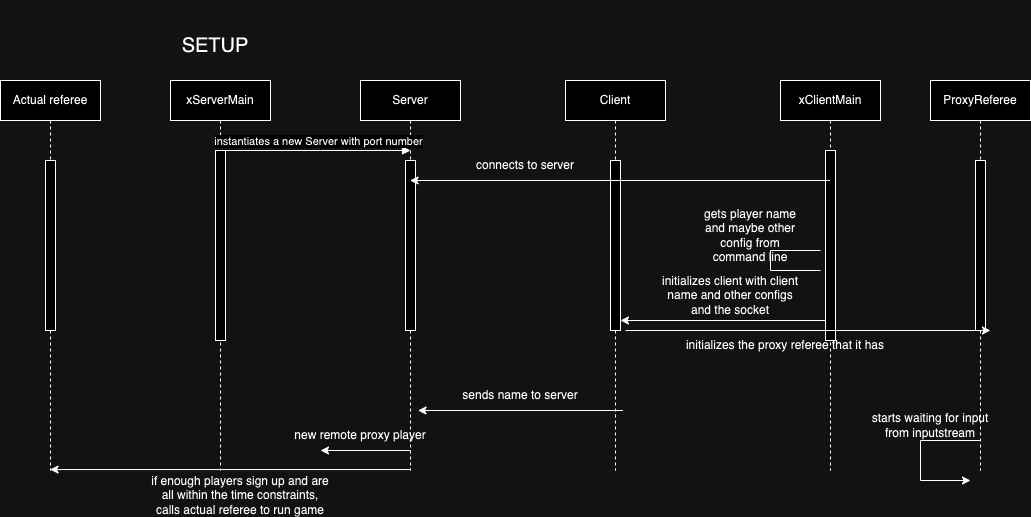 SETUP
Actual referee
xServerMain
Server
Client
xClientMain
ProxyReferee
instantiates a new Server with port number
connects to server
gets player name
and maybe other
config from
command line
initializes client with client
name and other configs
and the socket
initializes the proxy referee that it has
sends name to server
starts waiting for input
from inputstream
new remote proxy player
if enough players sign up and are
all within the time constraints,
calls actual referee to run game